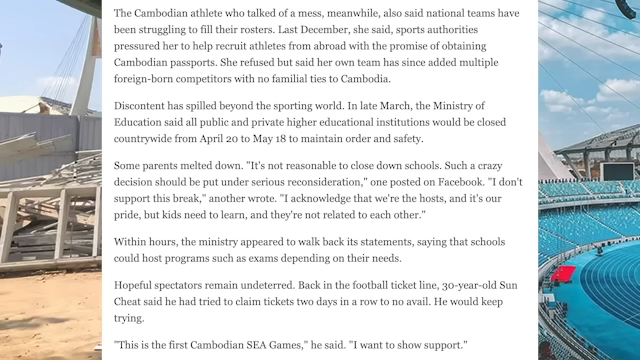 The Cambodian athlete who talked of a mess, meanwhile, also said national teams have
been struggling to fill their rosters. Last December, she said, sports authorities
pressured her to help recruit athletes from abroad with the promise of obtaining
Cambodian passports. She refused but said her own team has since added multiple
foreign-born competitors with no familial ties to Cambodia.
Discontent has spilled beyond the sporting world. In late March, the Ministry of
Education said all public and private higher educational institutions would be closed
countrywide from April 20 to May 18 to maintain order and safety.
Some parents melted down. "It's not reasonable to close down schools. Such a crazy
decision should be put under serious reconsideration," one posted on Facebook. "I don't
support this break," another wrote. "I acknowledge that we're the hosts, and it's our
pride, but kids need to learn, and they're not related to each other."
Within hours, the ministry appeared to walk back its statements, saying that schools
could host programs such as exams depending on their needs.
Hopeful spectators remain undeterred. Back in the football ticket line, 30-year-old Sun
Cheat said he had tried to claim tickets two days in a row to no avail. He would keep
trying.
"This is the first Cambodian SEA Games," he said. "I want to show support."